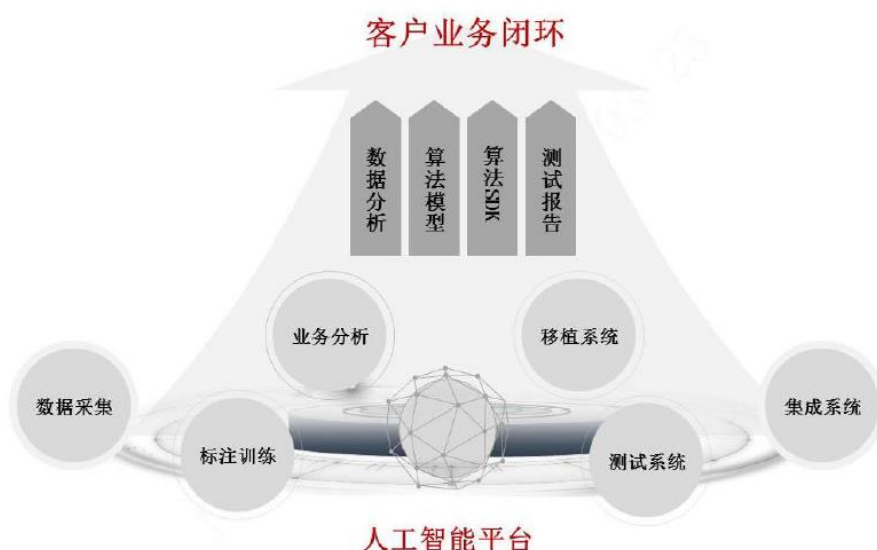 客户业务闭环
数据分析
算法模型
算法SDK
测试报告
业务分析
移植系统
数据采集
集成系统
标注训练
测试系统
人工智能平台